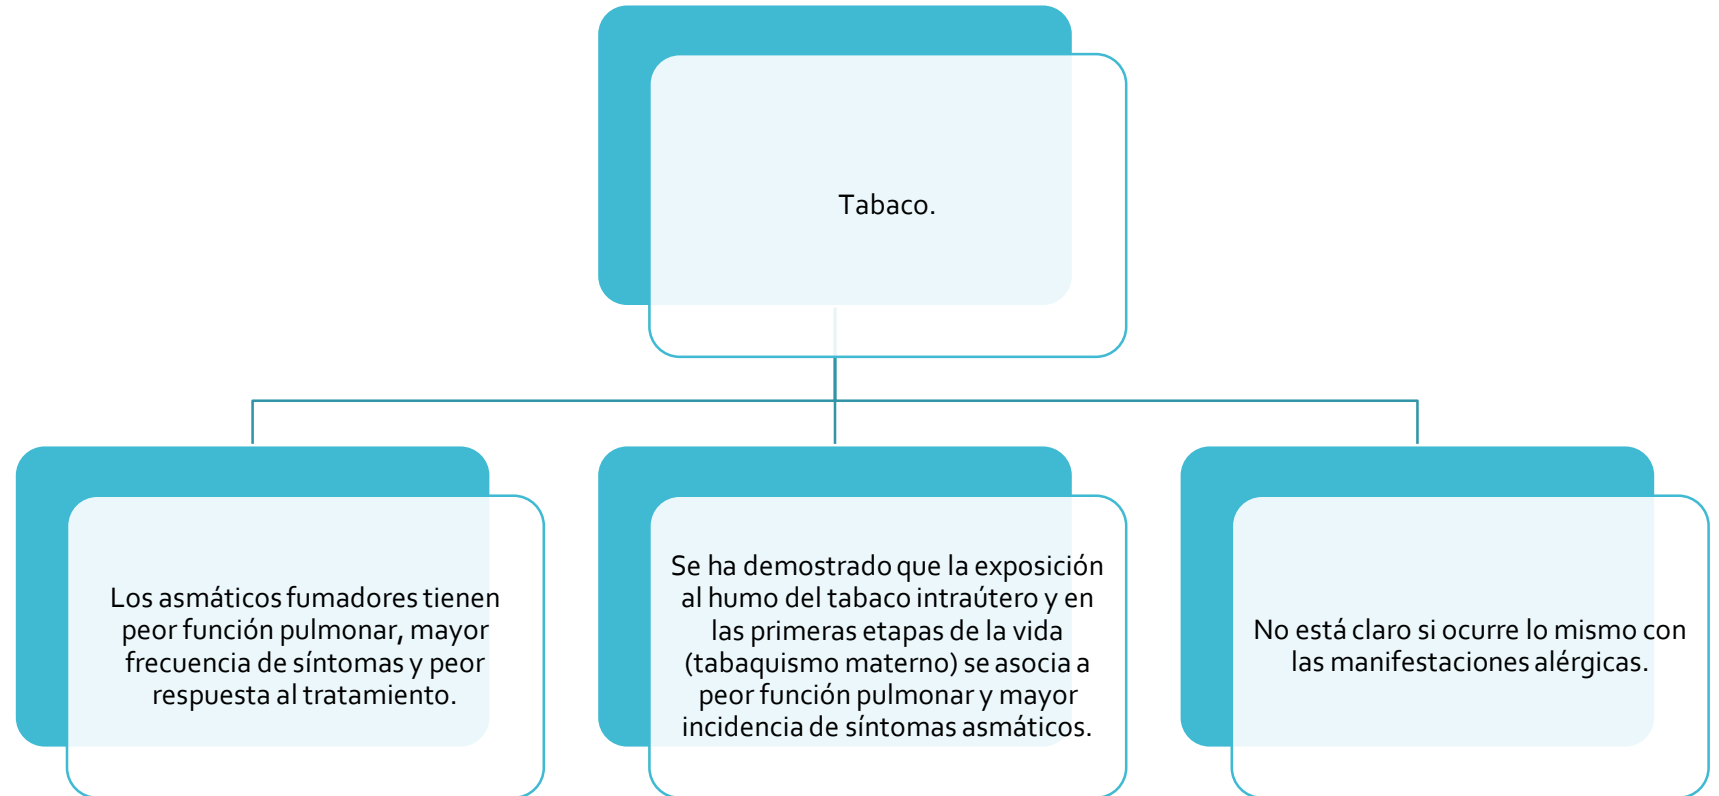 Tabaco.
Los asmáticos fumadores tienen
peor función pulmonar, mayor
frecuencia de síntomas y peor
respuesta al tratamiento.
Se ha demostrado que la exposición
al humo del tabaco intraútero y en
las primeras etapas de la vida
(tabaquismo materno) se asocia a
peor función pulmonar y mayor
incidencia de síntomas asmáticos.
No está claro si ocurre lo mismo con
las manifestaciones alérgicas.